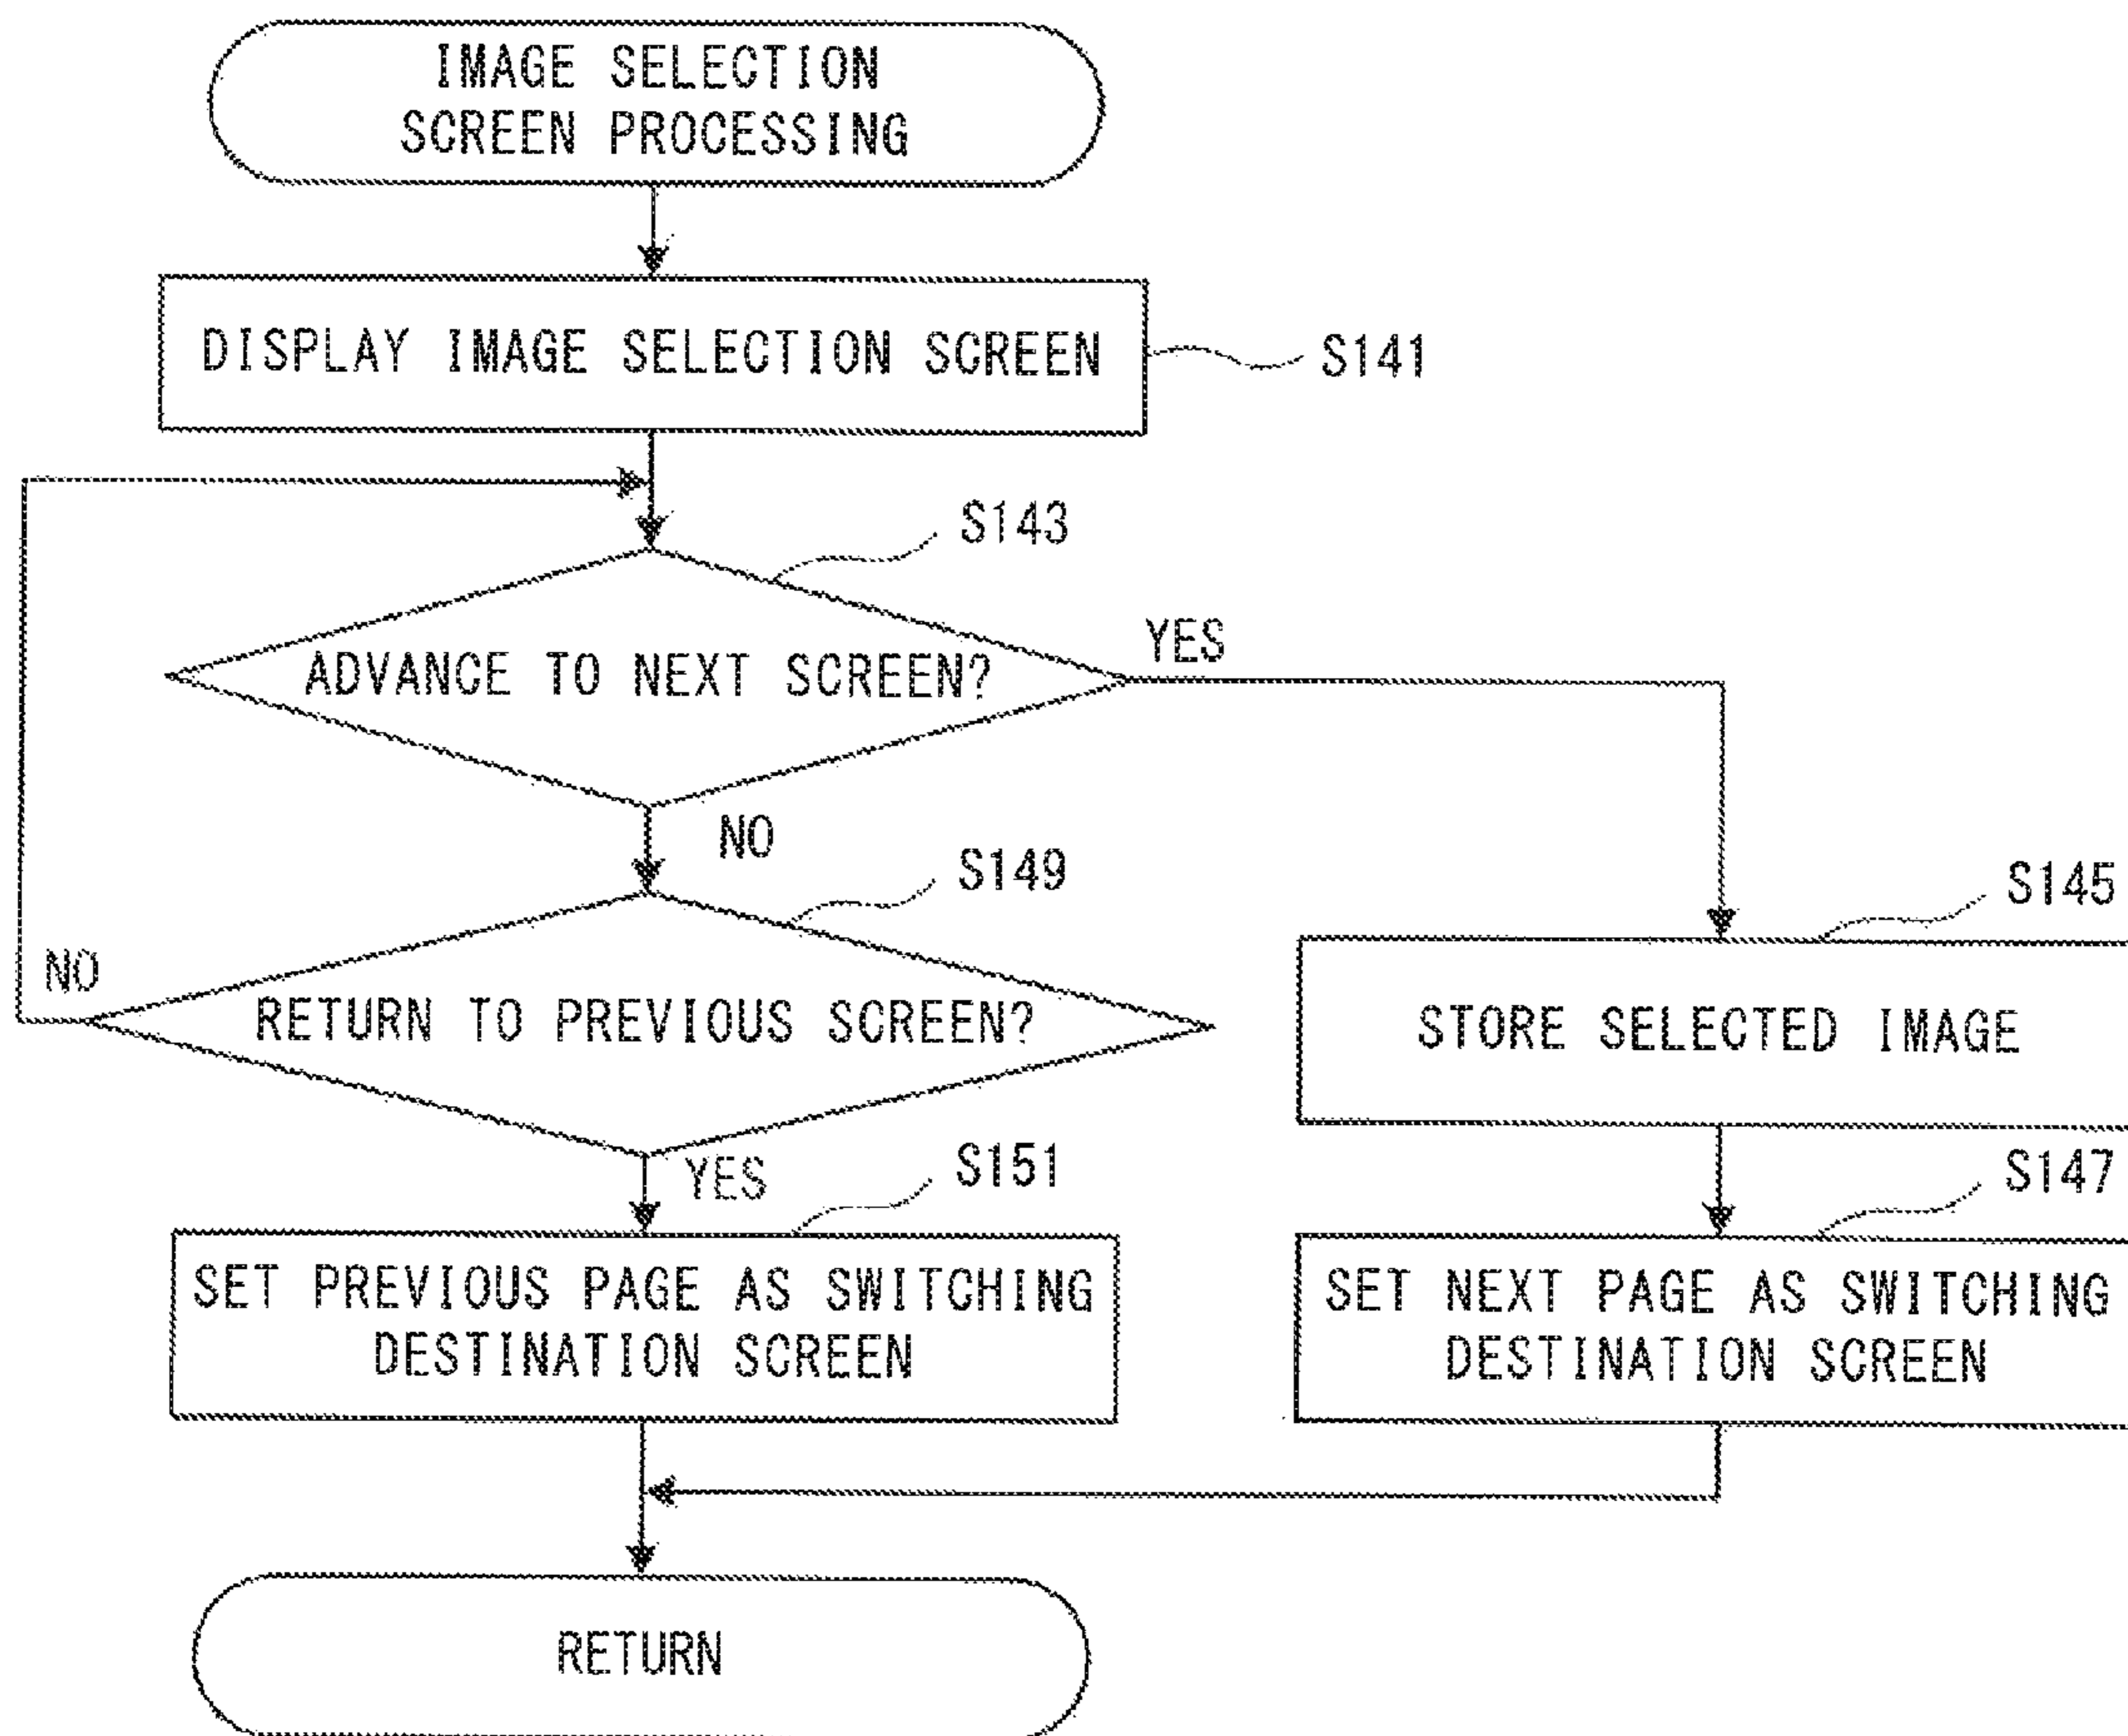 IMAGE SELECTION
SCREEN PROCESSING
DISPLAY IMAGE SELECTION SCREEN
S141
S143
ADVANCE TO NEXT SCREEN?
YES
NO
S149
RETURN TO PREVIOUS SCREEN?
NO
YES
S145
STORE SELECTED IMAGE
S151
SET PREVIOUS PAGE AS SWITCHING
DESTINATION SCREEN
S147
SET NEXT PAGE AS SWITCHING
DESTINATION SCREEN
RETURN